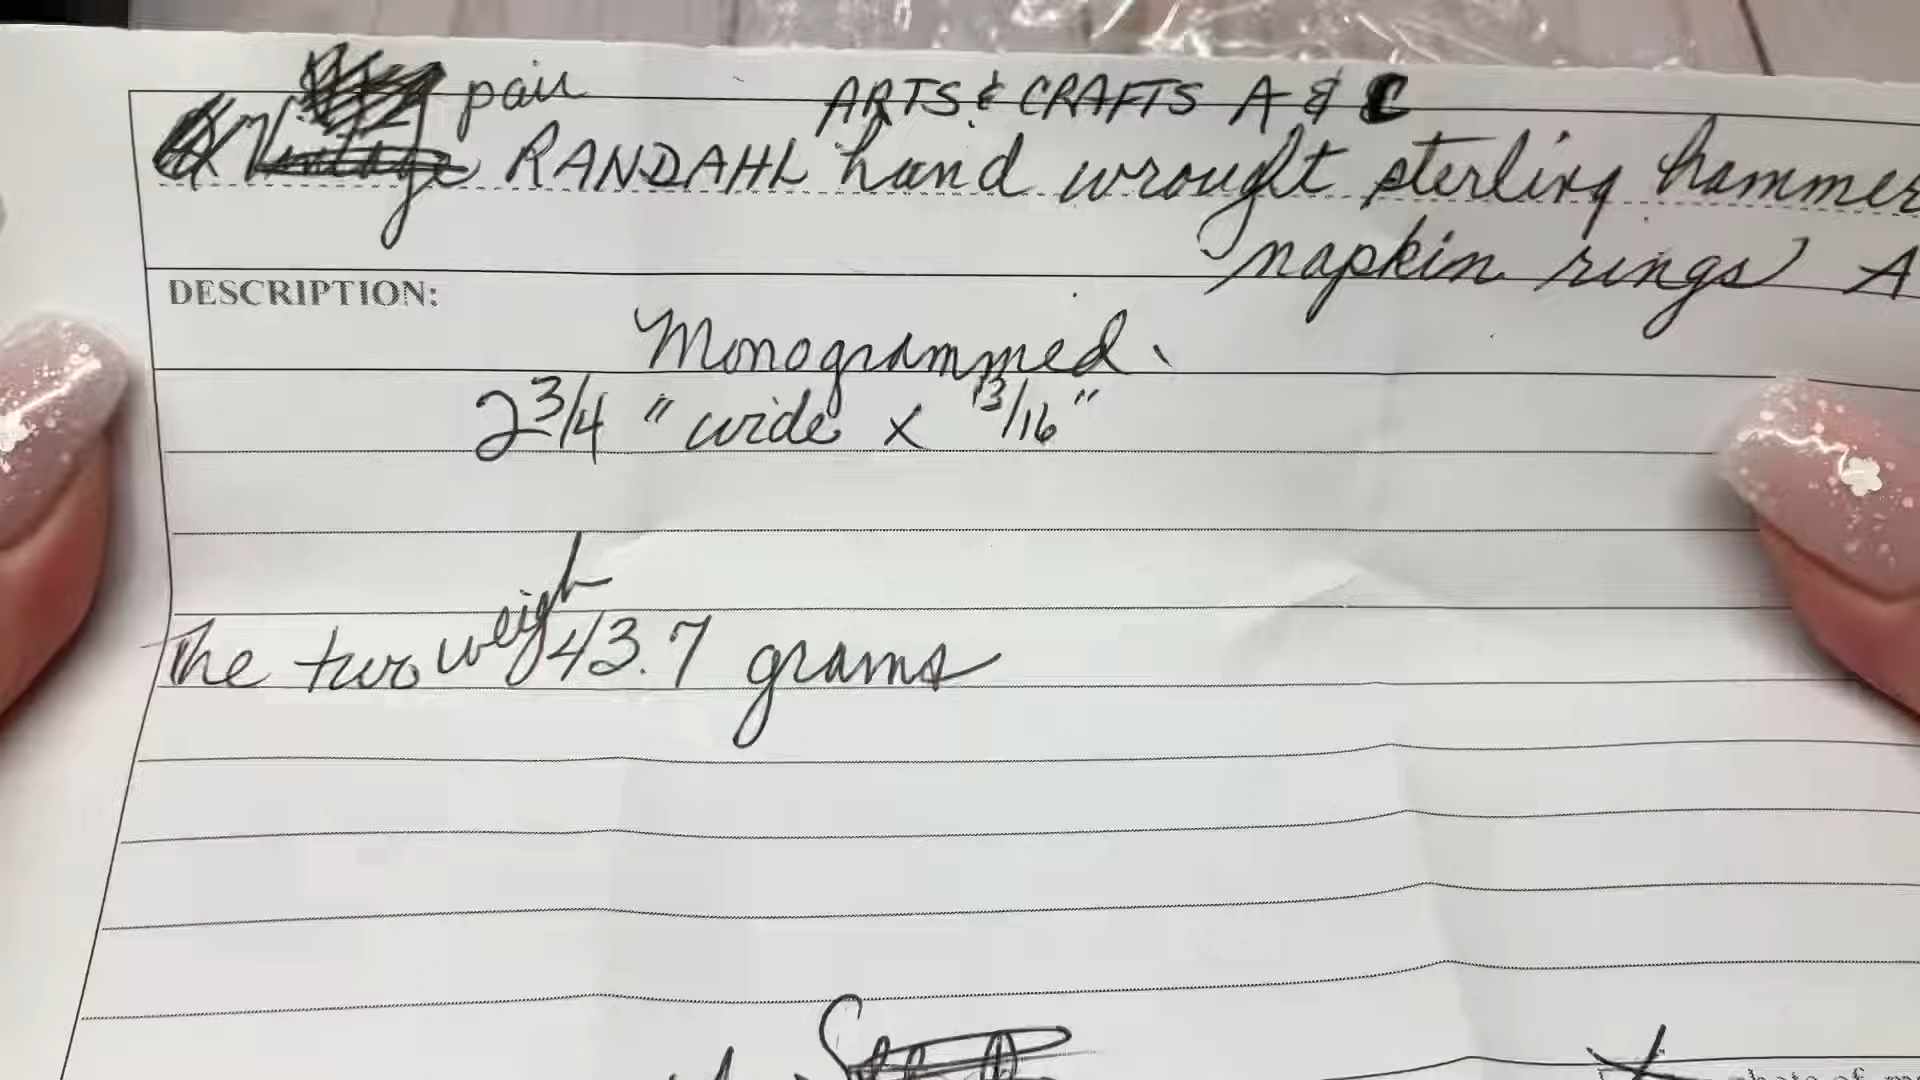 pair ARTS & CRAFTS A & C
Vintage RANDAHL hand wrought sterling hammer
napkin rings A
DESCRIPTION:
Monogrammed.
2 3/4 " wide x 13/16"
The two weigh 43.7 grams